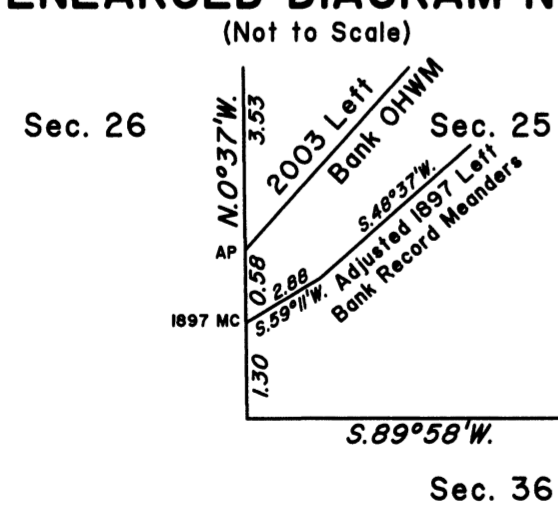 ENLARGED DIAGRAM N
(Not to Scale)
Sec. 26
N.0°37'W.
3.53
2003 Left
Bank OHWM
Sec. 25
S.48°37'W.
AP
0.58
2.88
S.59°11'W.
Adjusted 1897 Left
Bank Record Meanders
1897 MC
1.30
S.89°58'W.
Sec. 36